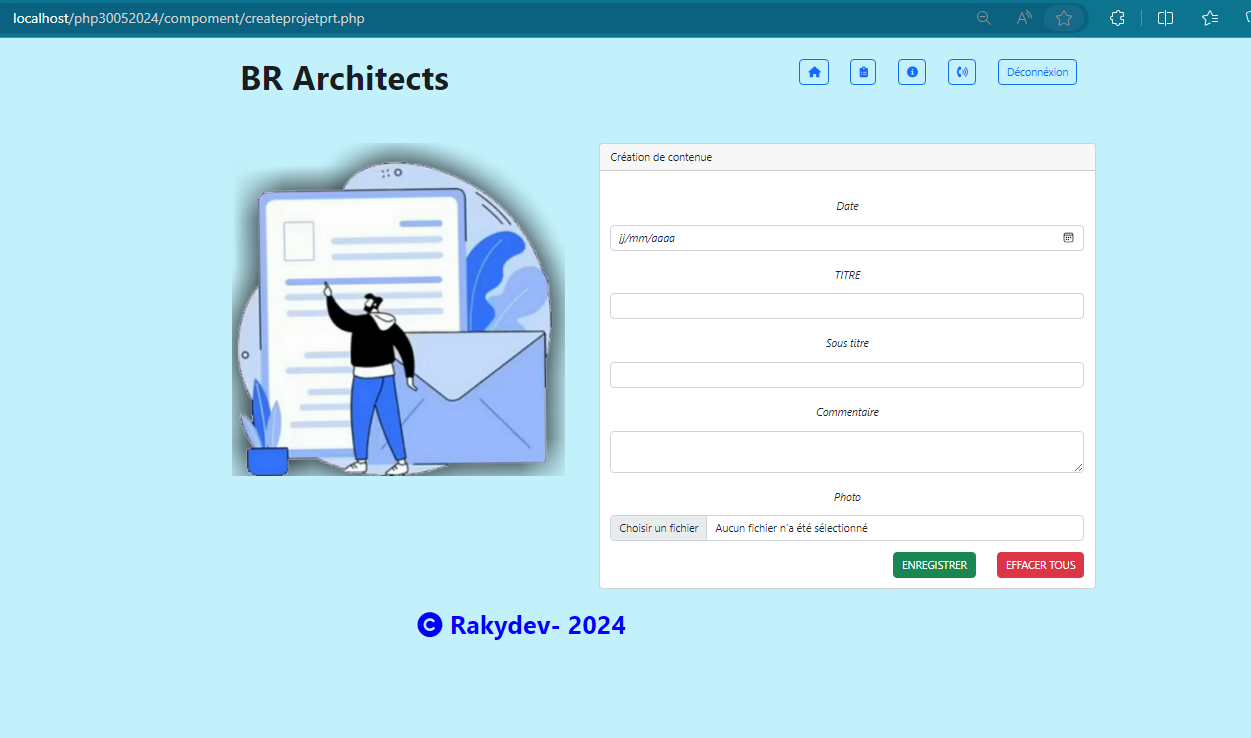 localhost/php30052024/compoment/createprojetprt.php
BR Architects
Déconnéxion
Création de contenue
Date
jj/mm/aaaa
TITRE
Sous titre
Commentaire
Photo
Choisir un fichier Aucun fichier n'a été sélectionné
ENREGISTRER EFFACER TOUS
© Rakydev- 2024